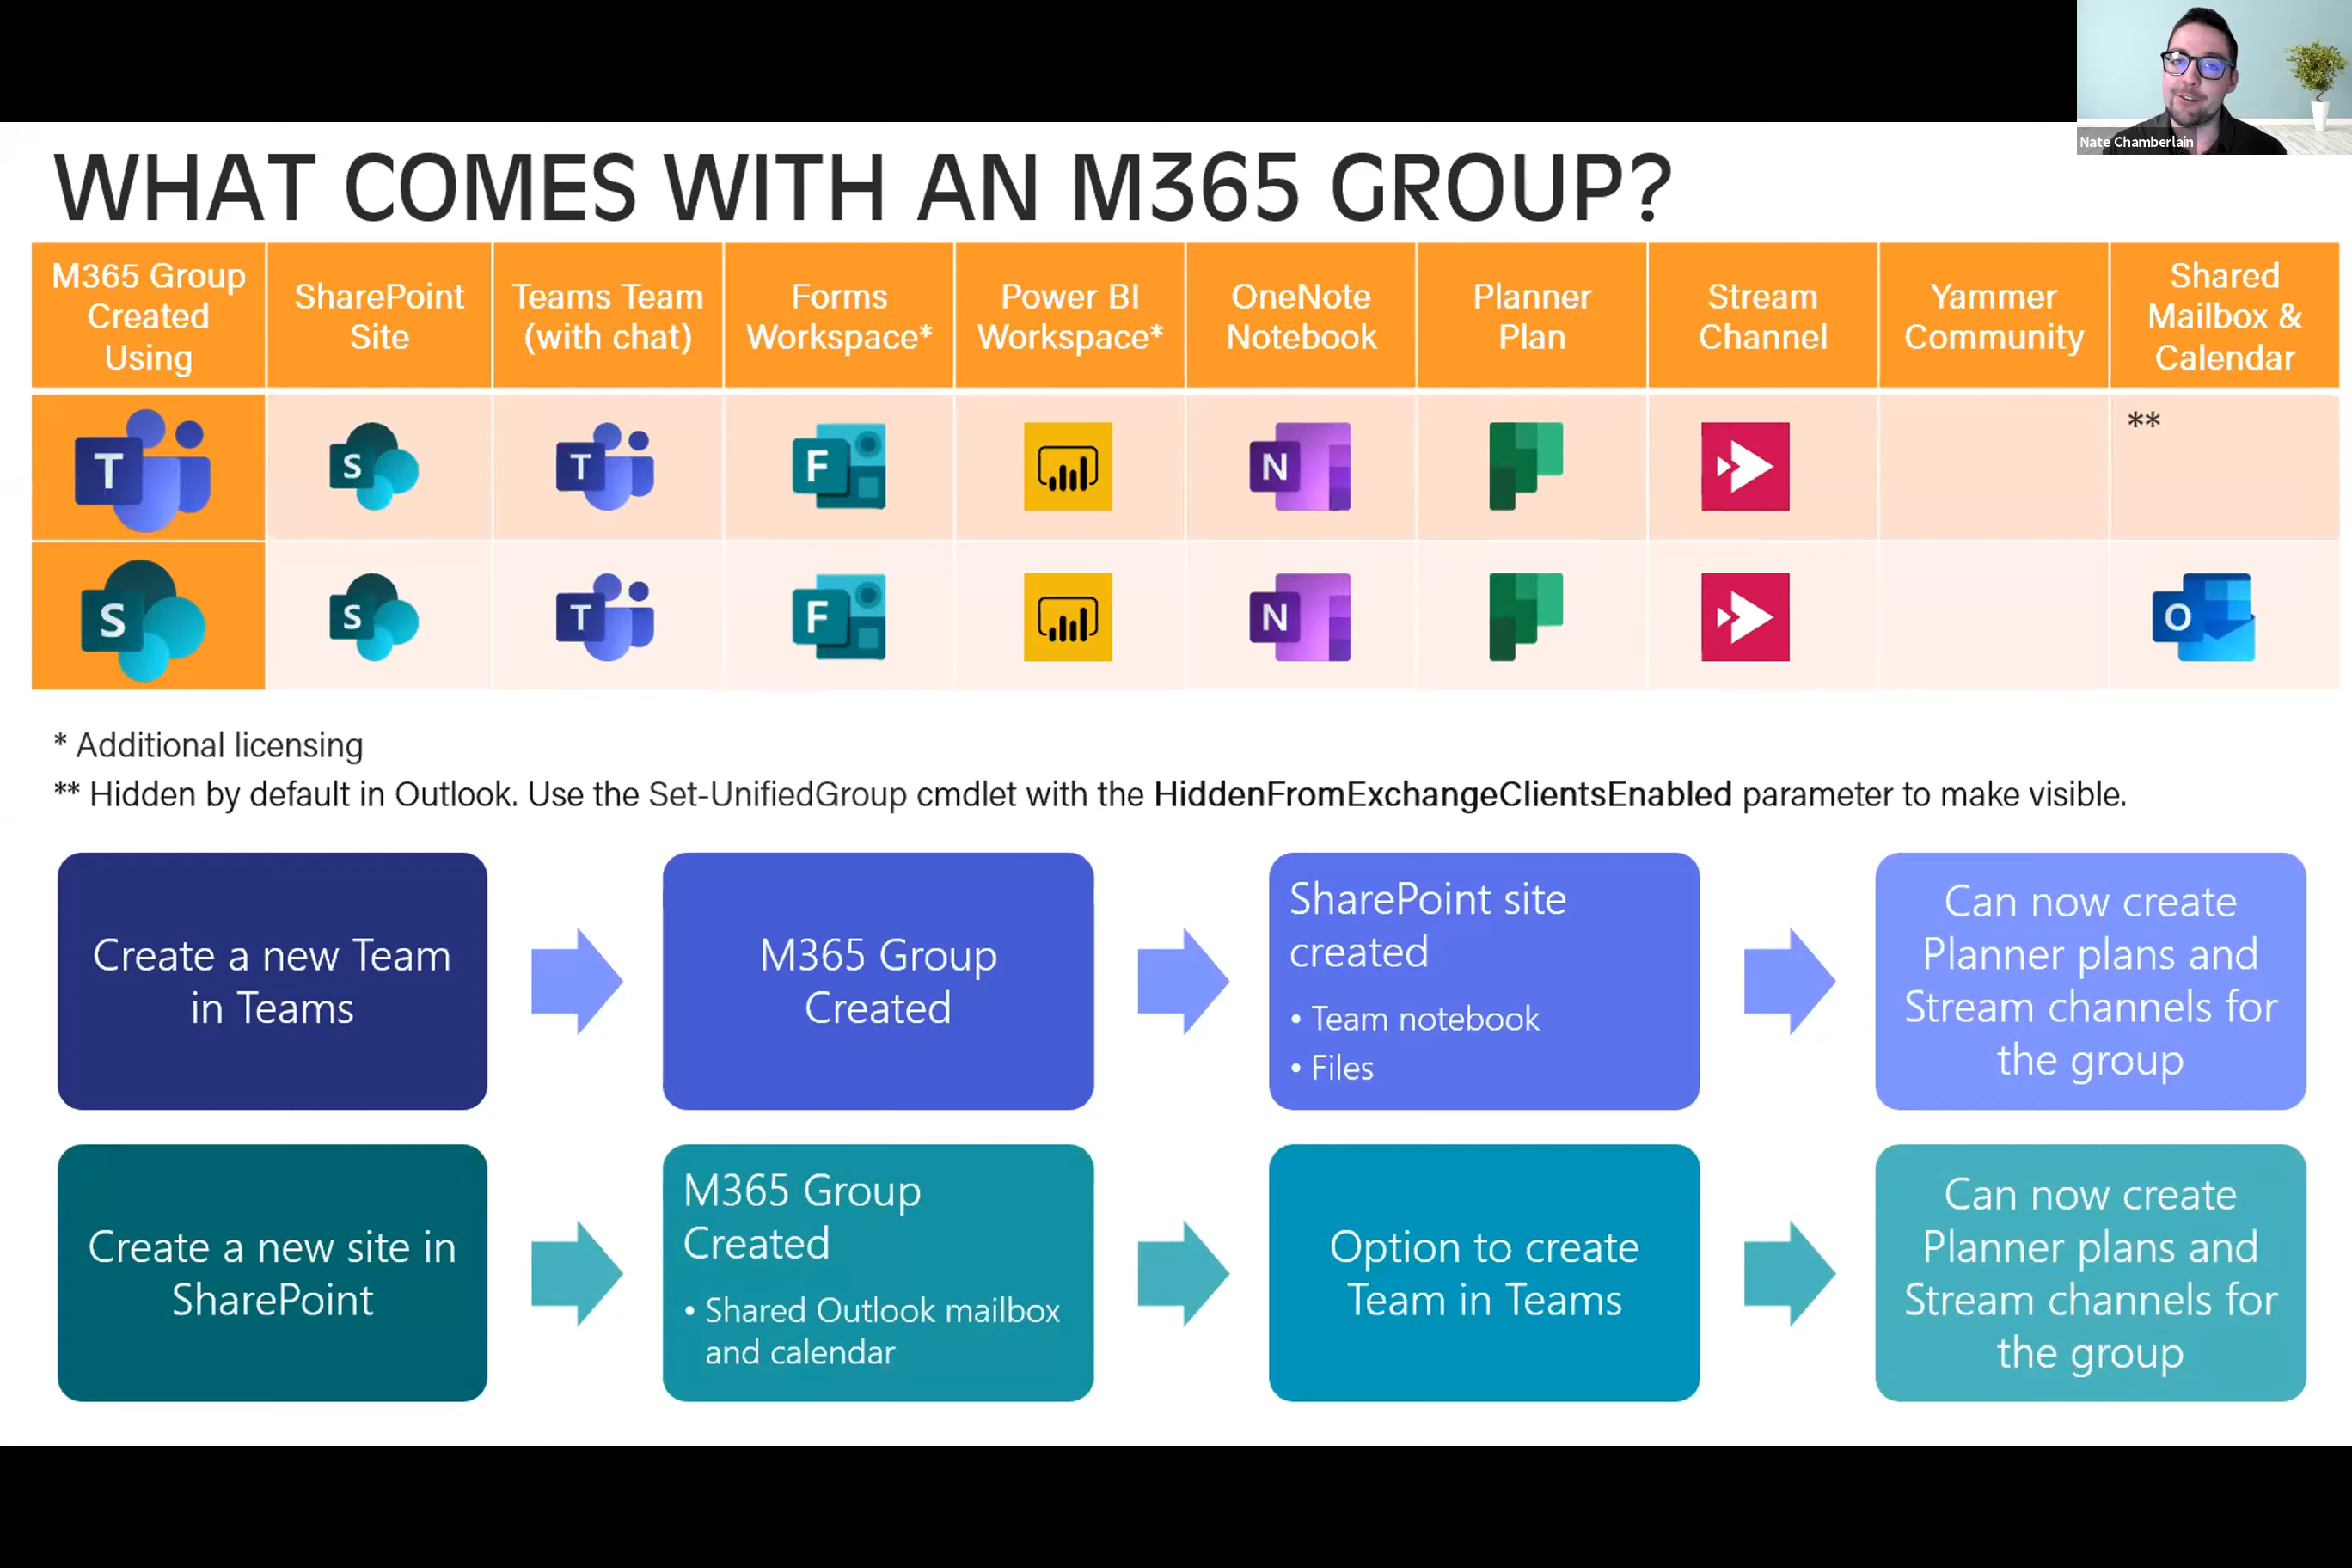 Nate Chamberlain
WHAT COMES WITH AN M365 GROUP?
M365 Group
Created
Using
SharePoint
Site
Teams Team
(with chat)
Forms
Workspace*
Power BI
Workspace*
OneNote
Notebook
Planner
Plan
Stream
Channel
Yammer
Community
Shared
Mailbox &
Calendar
T
S
T
F
N
**
S
S
T
F
N
O
* Additional licensing
** Hidden by default in Outlook. Use the Set-UnifiedGroup cmdlet with the HiddenFromExchangeClientsEnabled parameter to make visible.
Create a new Team
in Teams
M365 Group
Created
SharePoint site
created
• Team notebook
• Files
Can now create
Planner plans and
Stream channels for
the group
Create a new site in
SharePoint
M365 Group
Created
• Shared Outlook mailbox
and calendar
Option to create
Team in Teams
Can now create
Planner plans and
Stream channels for
the group